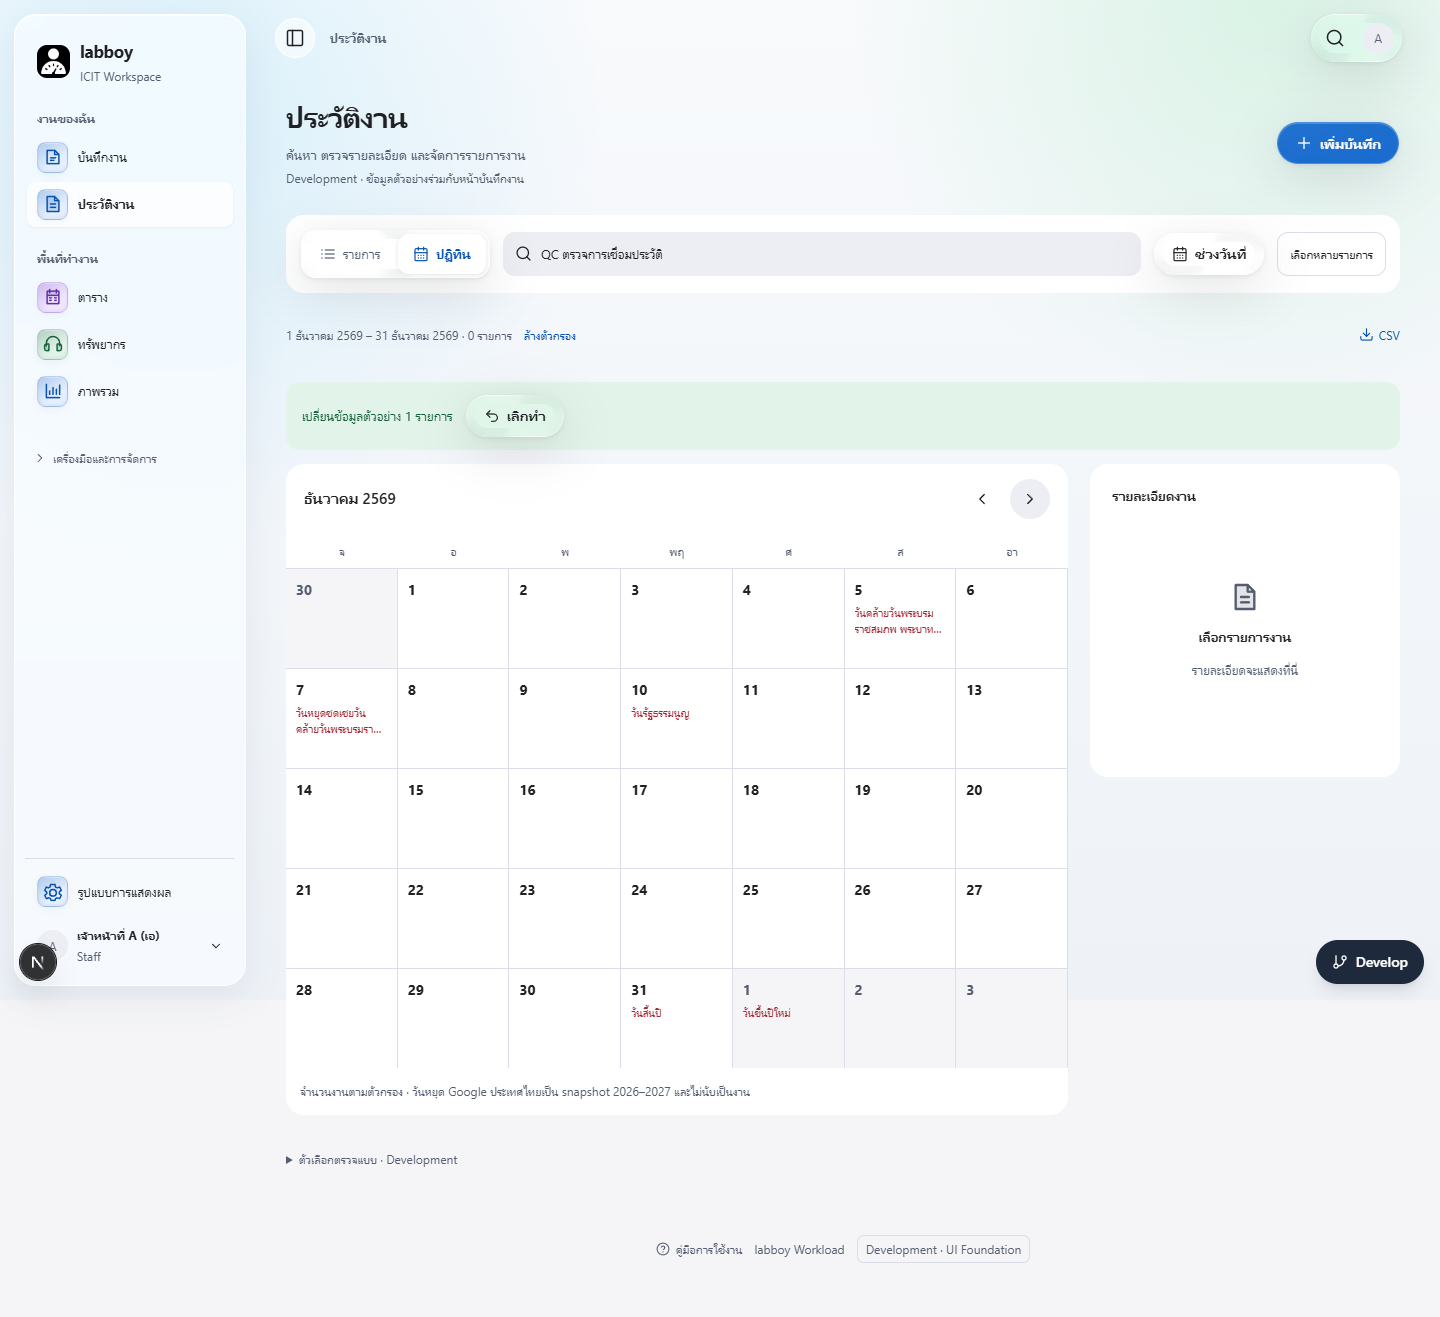 labboy
ICIT Workspace
งานของฉัน
บันทึกงาน
ประวัติงาน
พื้นที่ทำงาน
ตาราง
ทรัพยากร
ภาพรวม
เครื่องมือและการจัดการ
รูปแบบการแสดงผล
เจ้าหน้าที่ A (เอ)
Staff
A
N
ประวัติงาน
A
ประวัติงาน
ค้นหา ตรวจรายละเอียด และจัดการรายการงาน
Development · ข้อมูลตัวอย่างร่วมกับหน้าบันทึกงาน
เพิ่มบันทึก
รายการ
ปฏิทิน
QC ตรวจการเชื่อมประวัติ
ช่วงวันที่
เลือกหลายรายการ
1 ธันวาคม 2569 – 31 ธันวาคม 2569 · 0 รายการ ล้างตัวกรอง
CSV
เปลี่ยนข้อมูลตัวอย่าง 1 รายการ
เลิกทำ
ธันวาคม 2569
จ อ พ พฤ ศ ส อา
30 1 2 3 4 5 6
วันคล้ายวันพระบรม
ราชสมภพ พระบาท...
7 8 9 10 11 12 13
วันหยุดชดเชยวัน
คล้ายวันพระบรมรา...
วันรัฐธรรมนูญ
14 15 16 17 18 19 20
21 22 23 24 25 26 27
28 29 30 31 1 2 3
วันสิ้นปี
วันขึ้นปีใหม่
จำนวนงานตามตัวกรอง · วันหยุด Google ประเทศไทยเป็น snapshot 2026–2027 และไม่นับเป็นงาน
รายละเอียดงาน
เลือกรายการงาน
รายละเอียดจะแสดงที่นี่
Develop
ตัวเลือกตรวจแบบ · Development
คู่มือการใช้งาน labboy Workload Development · UI Foundation